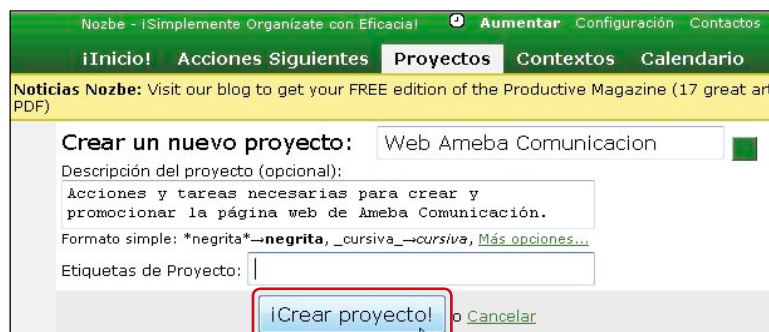 Nozbe - ¡Simplemente Organízate con Eficacia! Aumentar Configuración Contactos
¡Inicio! Acciones Siguientes Proyectos Contextos Calendario
Noticias Nozbe: Visit our blog to get your FREE edition of the Productive Magazine (17 great
PDF)
Crear un nuevo proyecto: Web Ameba Comunicacion
Descripción del proyecto (opcional):
Acciones y tareas necesarias para crear y
promocionar la página web de Ameba Comunicación.
Formato simple: *negrita*→negrita, _cursiva_→cursiva, Más opciones...
Etiquetas de Proyecto:
¡Crear proyecto! o Cancelar